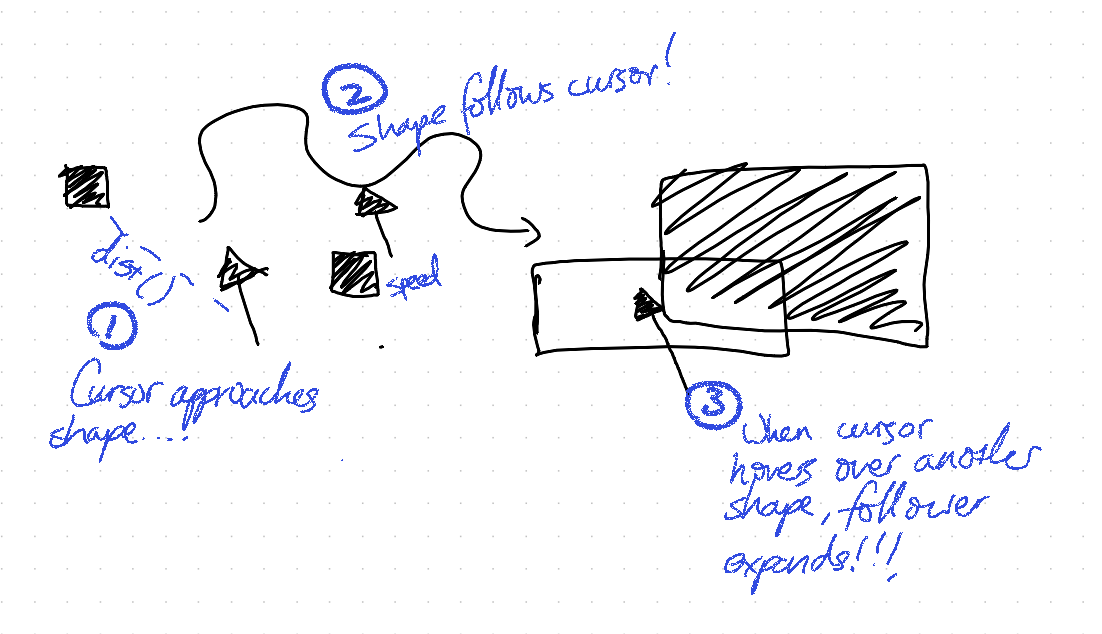 2
Shape follows cursor!
dist()
speed
1
Cursor approaches
shape....!
3
When cursor
hovers over another
shape, follower
expands!!!